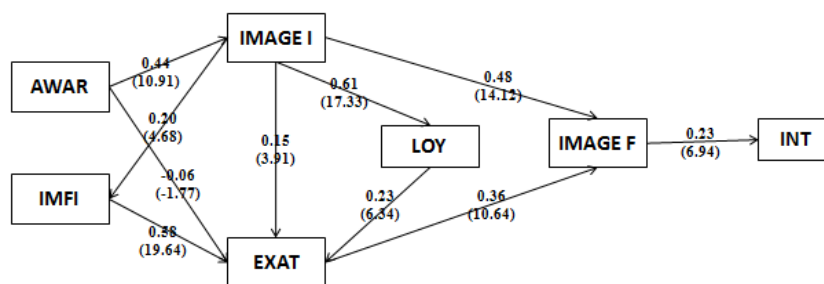 IMAGE I
0.44
(10.91)
AWAR
0.61
(17.33)
0.48
(14.12)
0.20
(4.68)
0.15
(3.91)
LOY
IMAGE F
0.23
(6.94)
INT
IMFI
-0.06
(-1.77)
0.23
(6.34)
0.36
(10.64)
0.58
(19.64)
EXAT